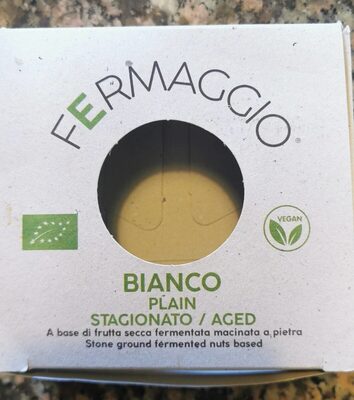 FERMAGGIO®
VEGAN
BIANCO
PLAIN
STAGIONATO / AGED
A base di frutta secca fermentata macinata a pietra
Stone ground fermented nuts based